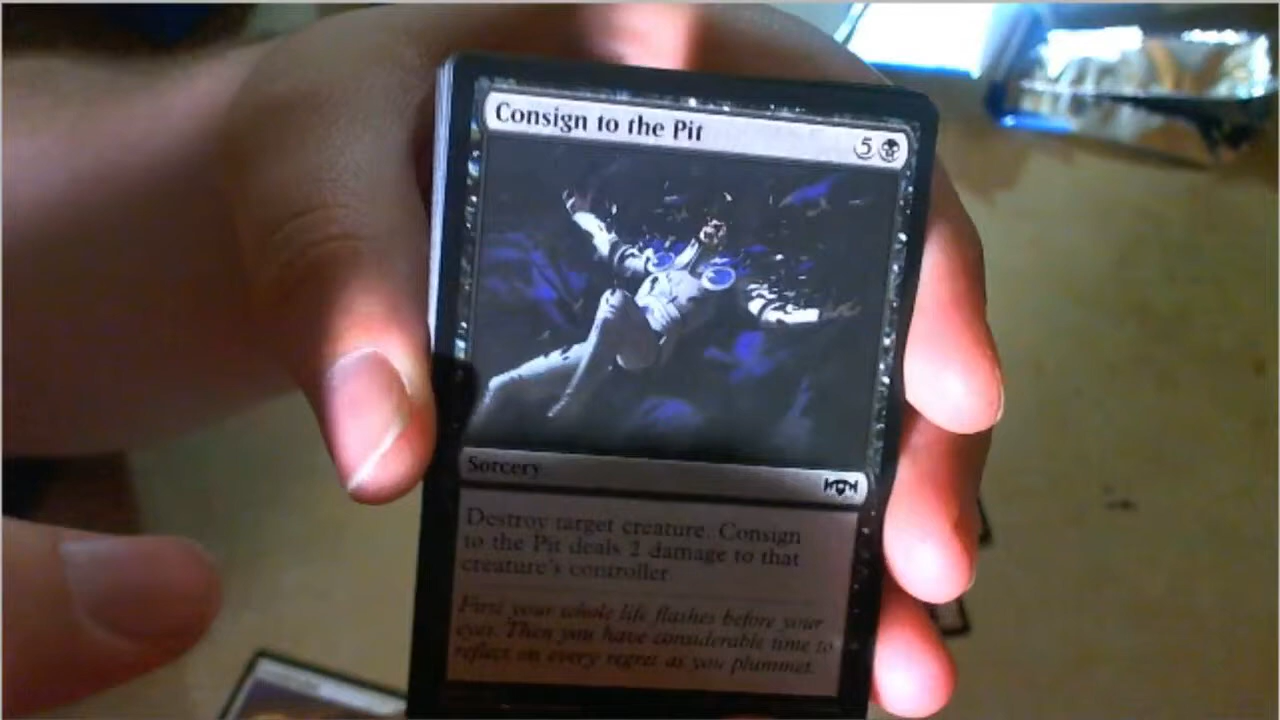 Consign to the Pit
5
Sorcery
Destroy target creature. Consign
to the Pit deals 2 damage to that
creature's controller.
First your whole life flashes before your
eyes. Then you have considerable time to
reflect on every regret as you plummet.